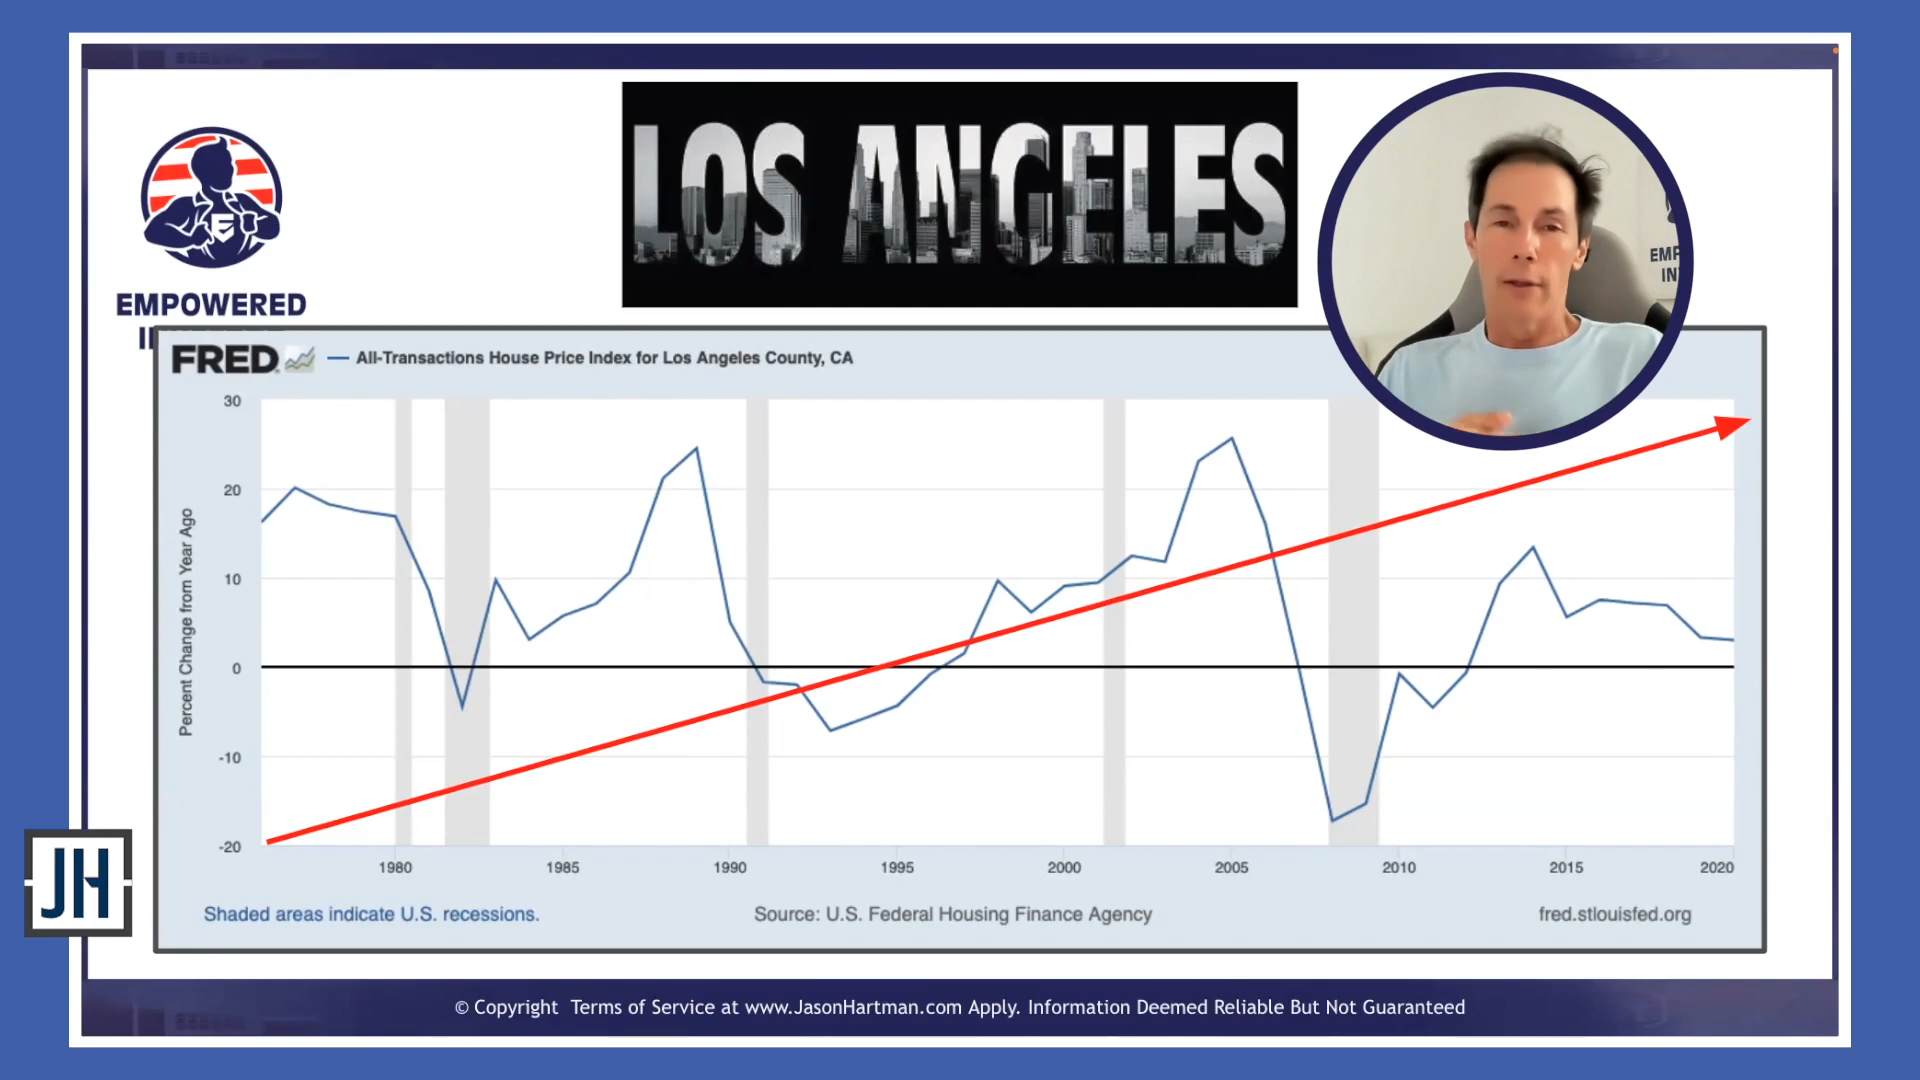 LOS ANGELES
EMPOWERED
EMP
IN
FRED
All-Transactions House Price Index for Los Angeles County, CA
30
20
10
0
-10
-20
Percent Change from Year Ago
1980 1985 1990 1995 2000 2005 2010 2015 2020
Shaded areas indicate U.S. recessions. Source: U.S. Federal Housing Finance Agency fred.stlouisfed.org
JH
© Copyright Terms of Service at www.JasonHartman.com Apply. Information Deemed Reliable But Not Guaranteed